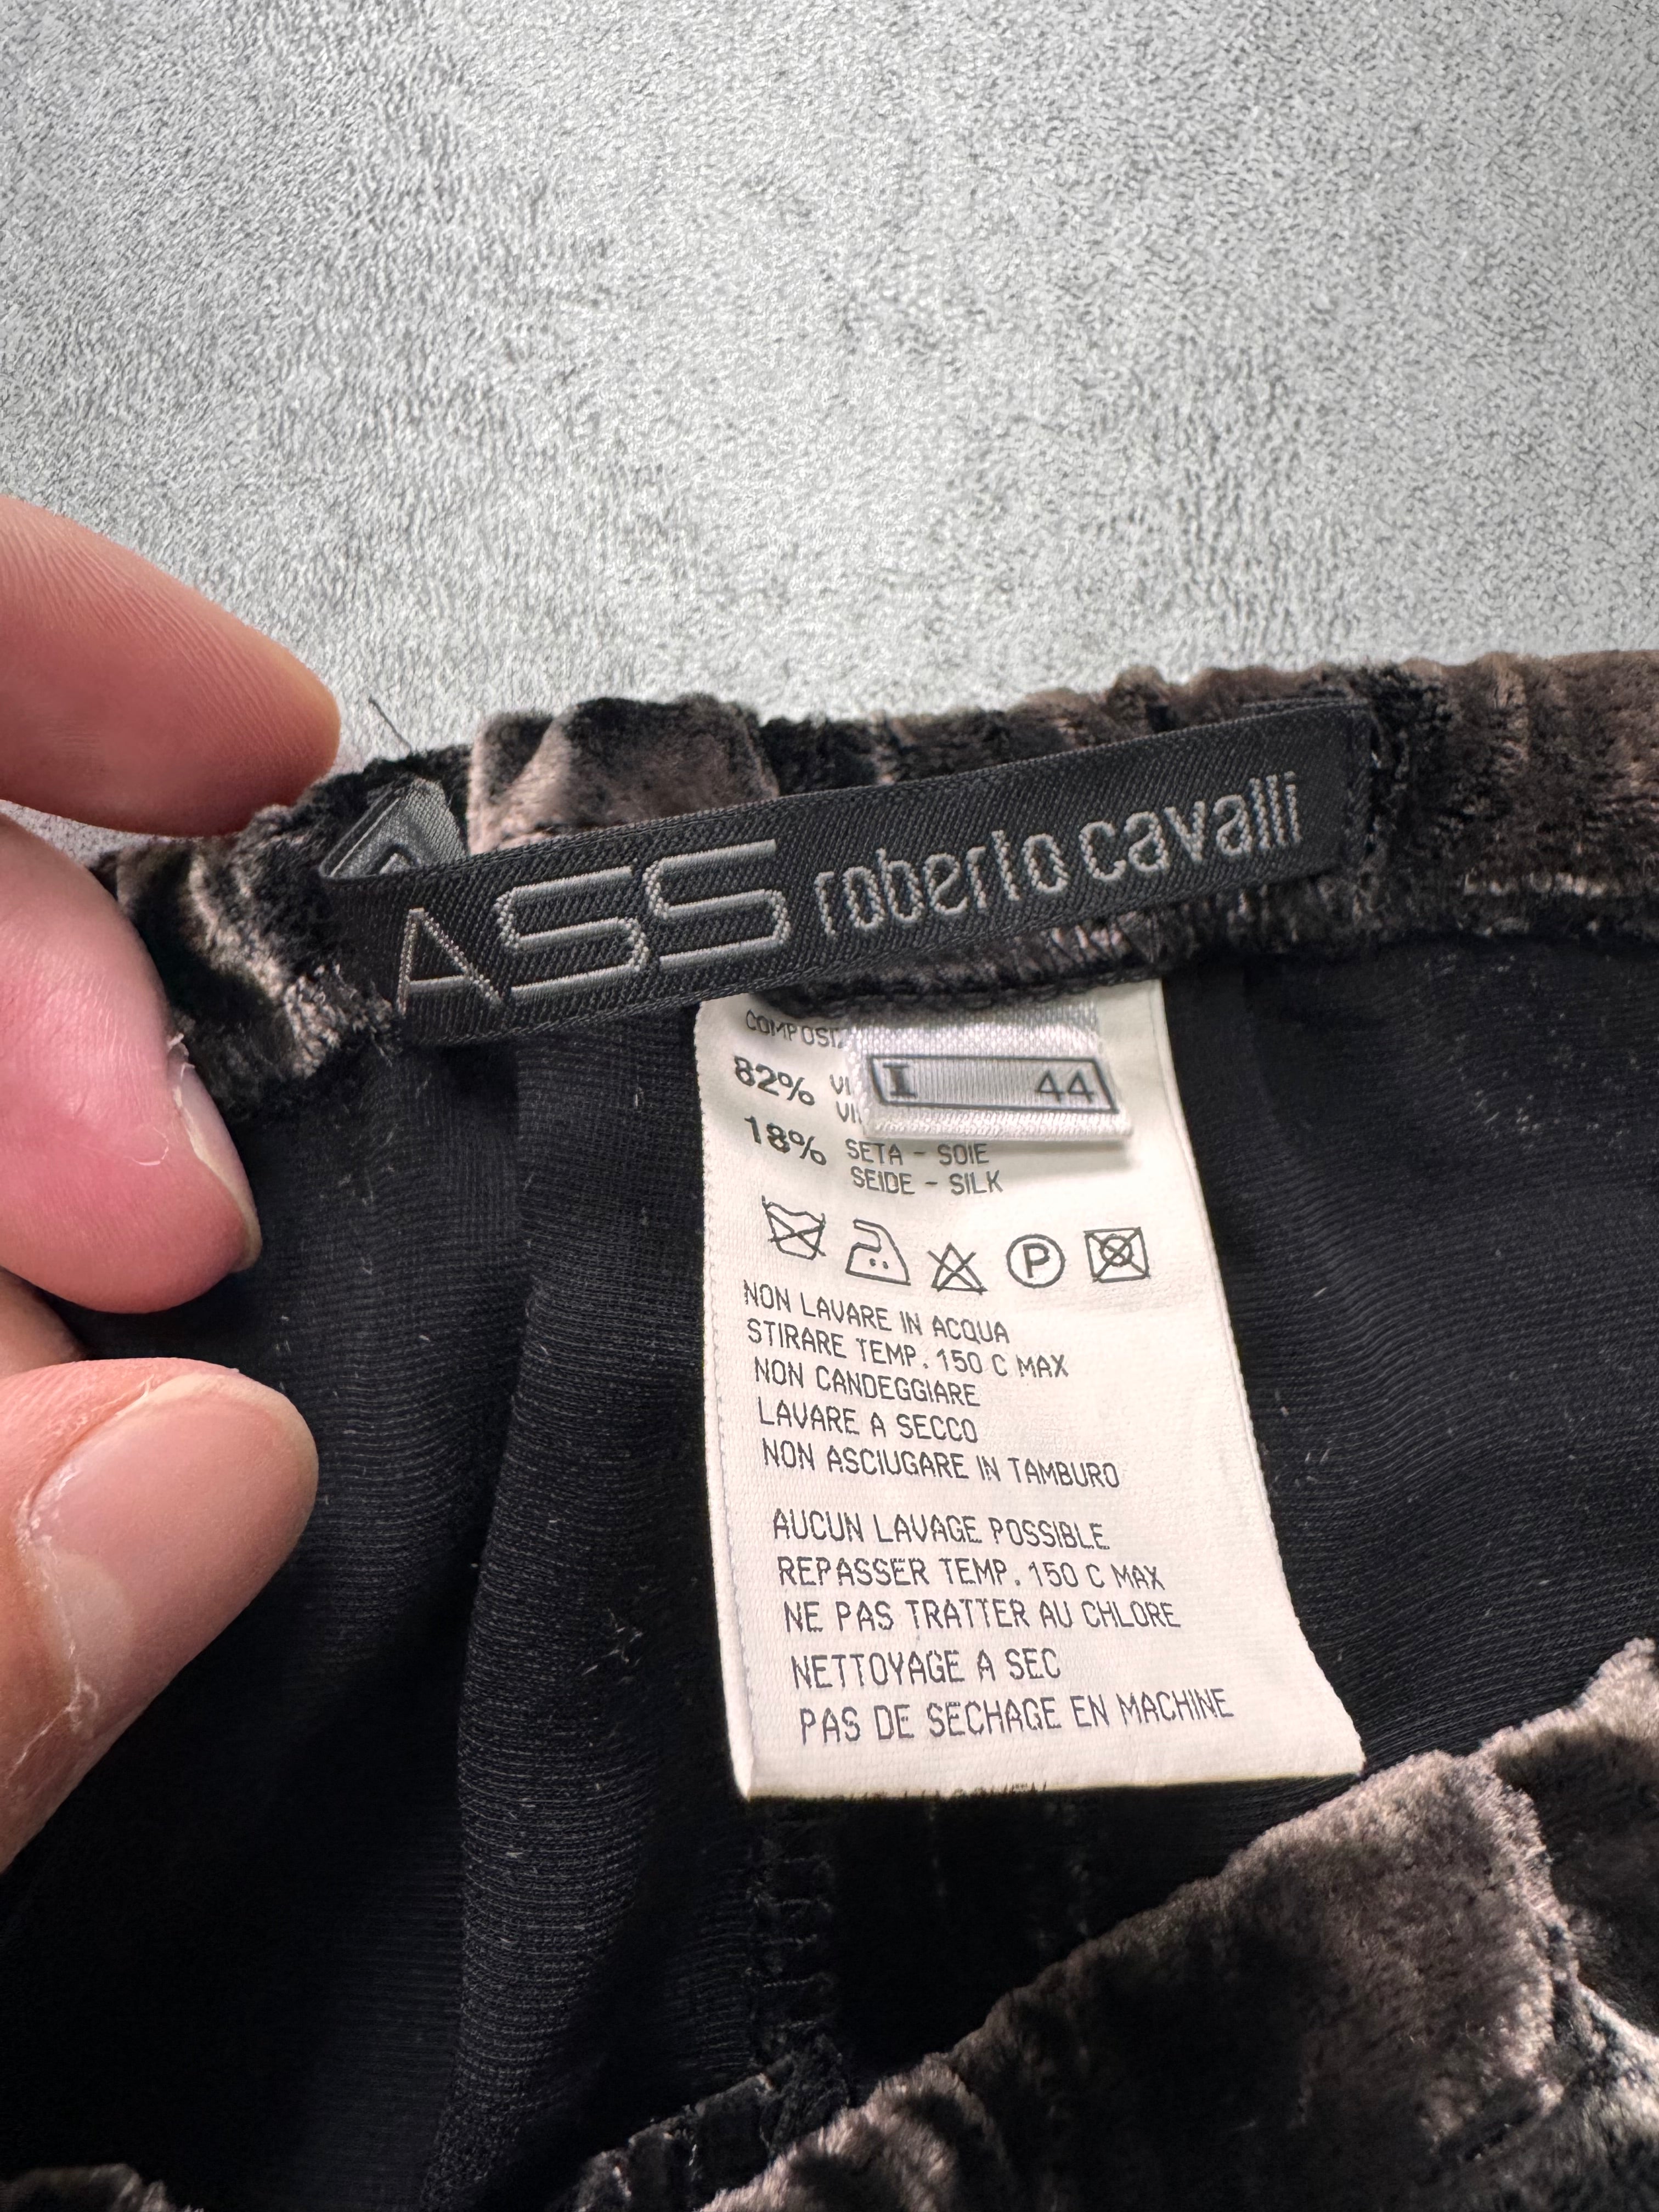 ASS roberto cavalli
COMPOSI
I 44
82%
18% SETA - SOIE
SEIDE - SILK
P
NON LAVARE IN ACQUA
STIRARE TEMP. 150 C MAX
NON CANDEGGIARE
LAVARE A SECCO
NON ASCIUGARE IN TAMBURO
AUCUN LAVAGE POSSIBLE
REPASSER TEMP. 150 C MAX
NE PAS TRATTER AU CHLORE
NETTOYAGE A SEC
PAS DE SECHAGE EN MACHINE